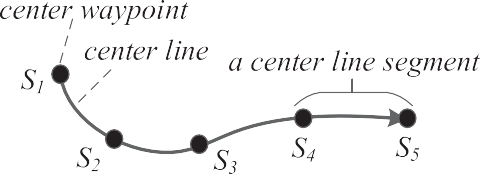 center waypoint
center line
a center line segment
S1
S2
S3
S4
S5